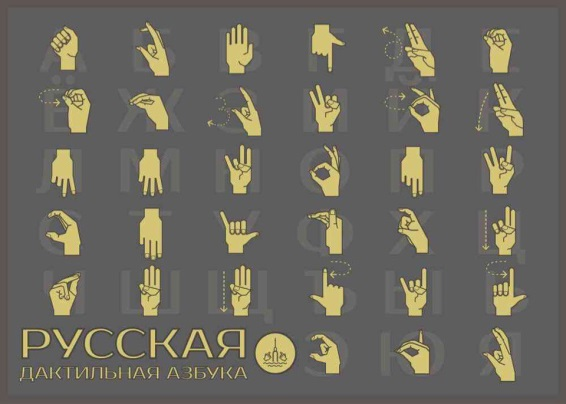 А Б В Г Д Е
Ё Ж З И Й К
Л М Н О П Р
С Т У Ф Х Ц
Ч Ш Щ Ъ Ы Ь
Э Ю Я
РУССКАЯ
ДАКТИЛЬНАЯ АЗБУКА